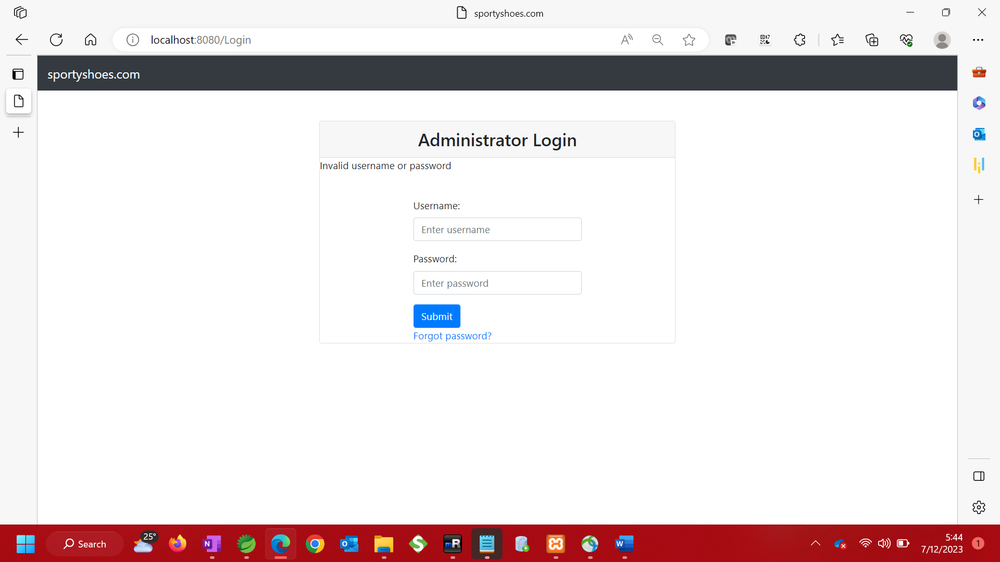 sportyshoes.com
localhost:8080/Login
sportyshoes.com
Administrator Login
Invalid username or password
Username:
Enter username
Password:
Enter password
Submit
Forgot password?
25°
Search
5:44
7/12/2023
1